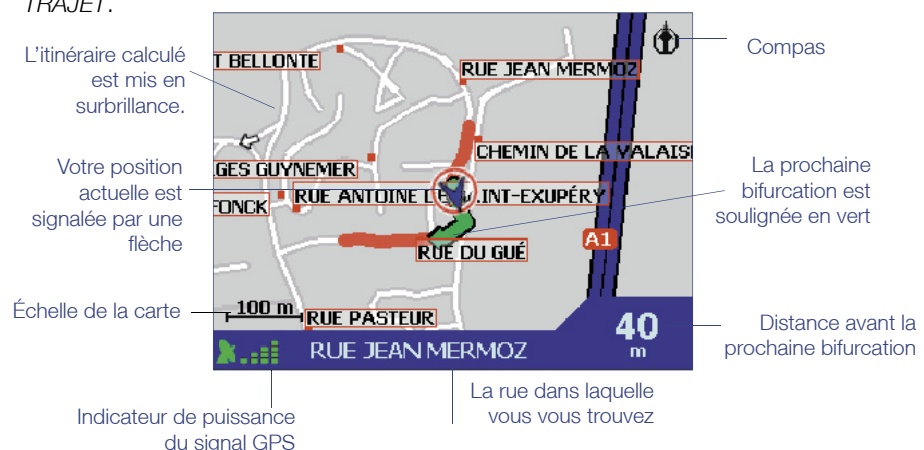 TRAJET.
L'itinéraire calculé
est mis en
surbrillance.
Compas
T BELLONTE
RUE JEAN MERMOZ
Votre position
actuelle est
signalée par une
flèche
CHEMIN DE LA VALAIS
GES GUYNEMER
RUE ANTOINE INT-EXUPÉRY
FONCK
La prochaine
bifurcation est
soulignée en vert
A1
RUE DU GUÉ
Échelle de la carte
100 m
RUE PASTEUR
40
m
RUE JEAN MERMOZ
Distance avant la
prochaine bifurcation
Indicateur de puissance
du signal GPS
La rue dans laquelle
vous vous trouvez